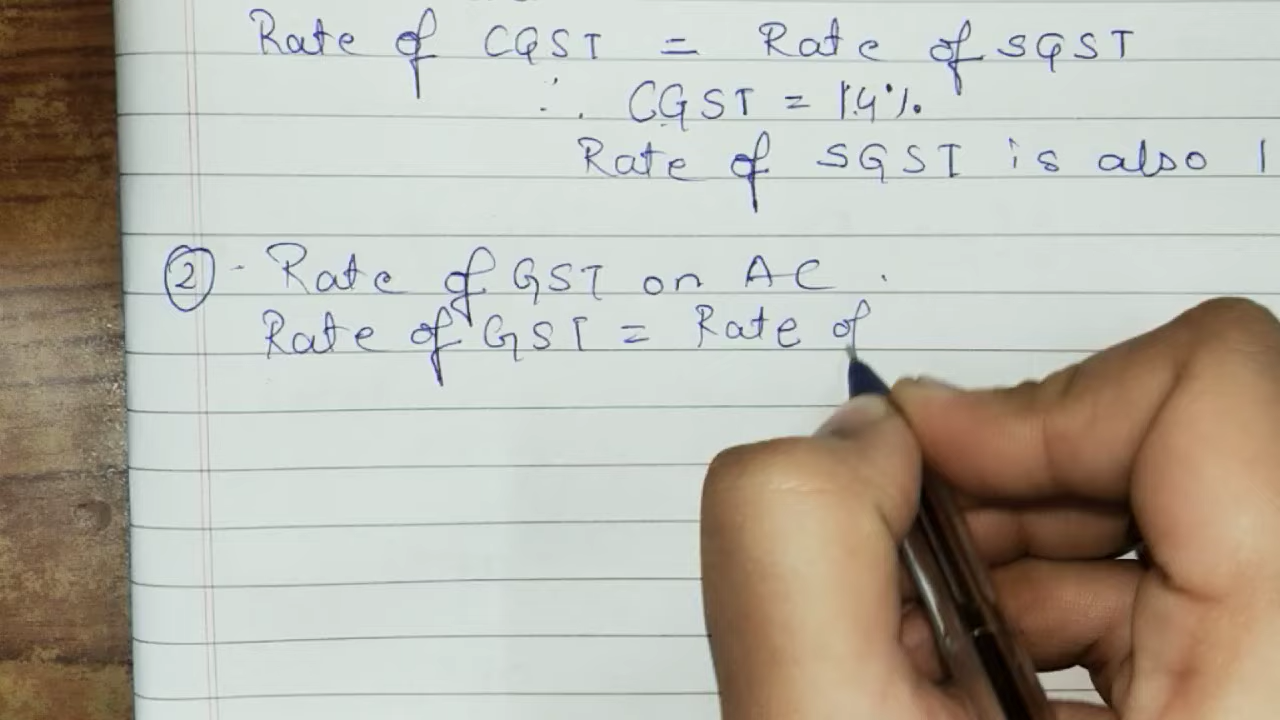 Rate of CGST = Rate of SGST
∴ CGST = 14%.
Rate of SGST is also 1
② - Rate of GST on AC .
Rate of GST = Rate of